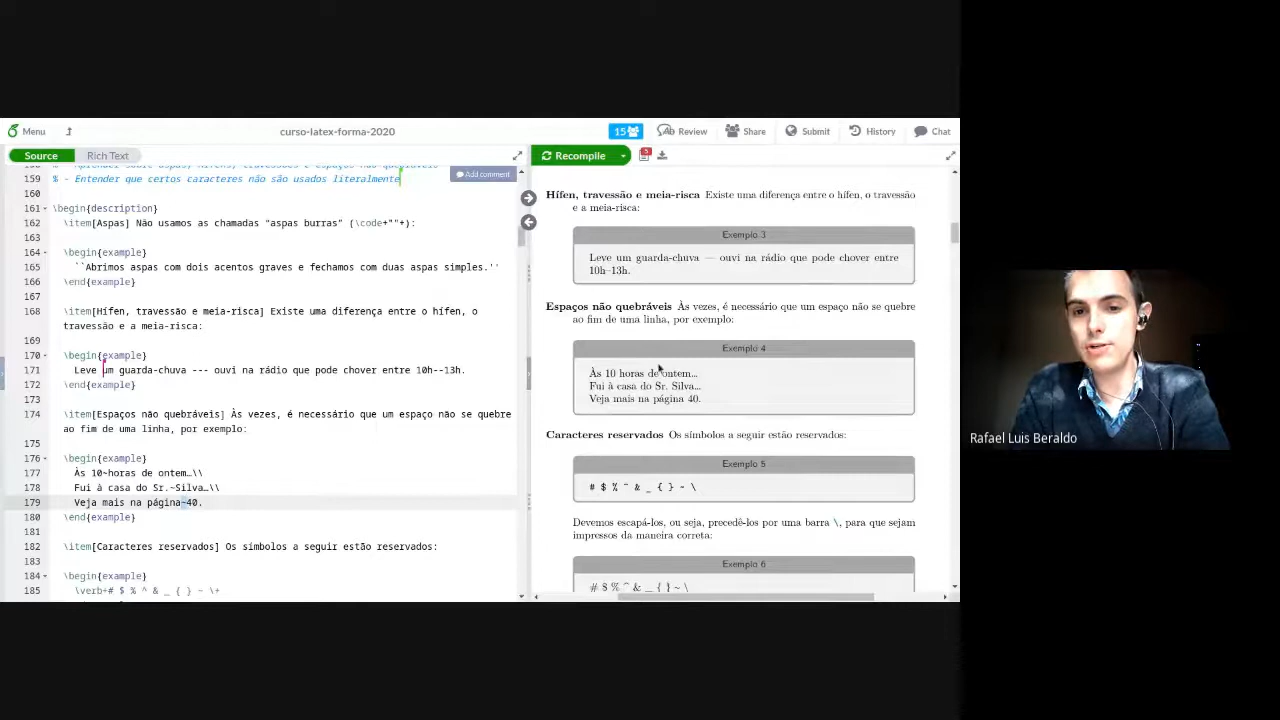 Menu
curso-latex-forma-2020
15
Review
Share
Submit
History
Chat
Source
Rich Text
Recompile
5
Add comment
159 % - Entender que certos caracteres não são usados literalmente
160
161 \begin{description}
162 \item[Aspas] Não usamos as chamadas "aspas burras" (\code+""+):
163
164 \begin{example}
165 ``Abrimos aspas com dois acentos graves e fechamos com duas aspas simples.''
166 \end{example}
167
168 \item[Hífen, travessão e meia-risca] Existe uma diferença entre o hífen, o
travessão e a meia-risca:
169
170 \begin{example}
171 Leve um guarda-chuva --- ouvi na rádio que pode chover entre 10h--13h.
172 \end{example}
173
174 \item[Espaços não quebráveis] Às vezes, é necessário que um espaço não se quebre
ao fim de uma linha, por exemplo:
175
176 \begin{example}
177 Às 10~horas de ontem…\\
178 Fui à casa do Sr.~Silva…\\
179 Veja mais na página~40.
180 \end{example}
181
182 \item[Caracteres reservados] Os símbolos a seguir estão reservados:
183
184 \begin{example}
185 \verb+# $ % ^ & _ { } ~ \+
Hífen, travessão e meia-risca Existe uma diferença entre o hífen, o travessão
e a meia-risca:
Exemplo 3
Leve um guarda-chuva — ouvi na rádio que pode chover entre
10h–13h.
Espaços não quebráveis Às vezes, é necessário que um espaço não se quebre
ao fim de uma linha, por exemplo:
Exemplo 4
Às 10 horas de ontem…
Fui à casa do Sr. Silva…
Veja mais na página 40.
Caracteres reservados Os símbolos a seguir estão reservados:
Exemplo 5
# $ % ^ & _ { } ~ \
Devemos escapá-los, ou seja, precedê-los por uma barra \, para que sejam
impressos da maneira correta:
Exemplo 6
# $ % ^ & _ { } ~ \
Rafael Luis Beraldo